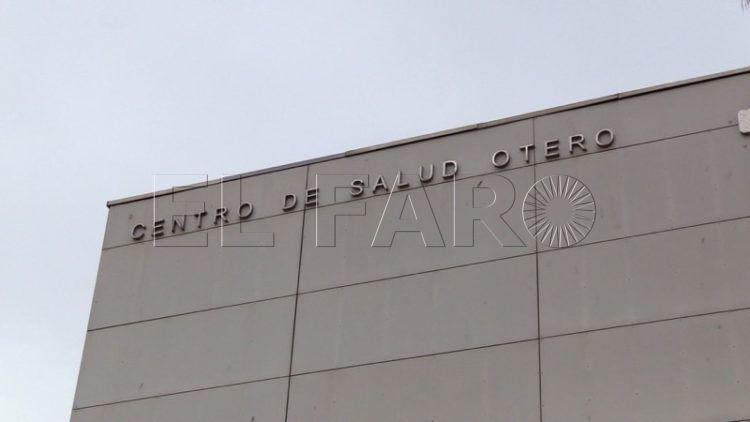 CENTRO DE SALUD OTERO
EL FARO